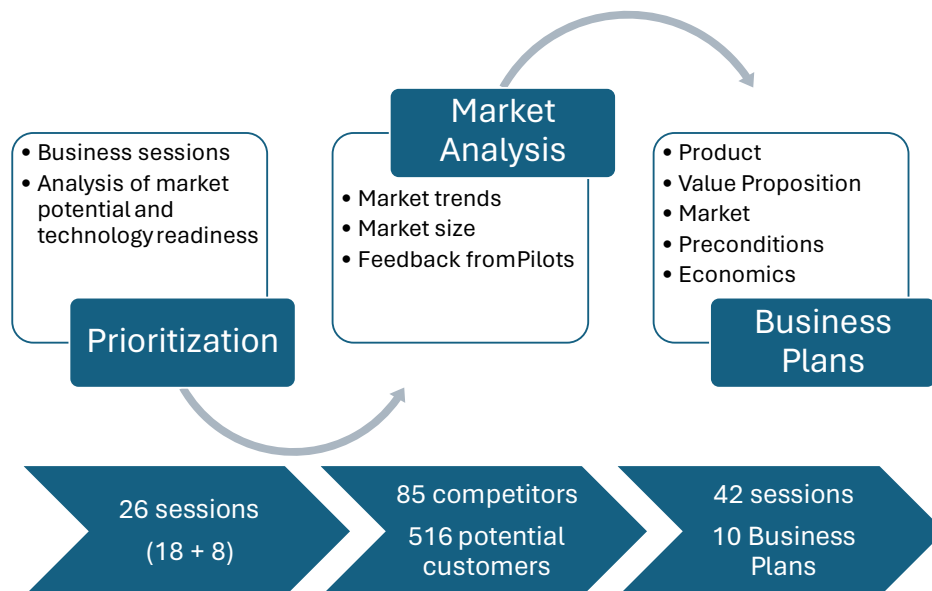 • Business sessions
• Analysis of market
potential and
technology readiness
Prioritization
Market
Analysis
• Market trends
• Market size
• Feedback from Pilots
• Product
• Value Proposition
• Market
• Preconditions
• Economics
Business
Plans
26 sessions
(18 + 8)
85 competitors
516 potential
customers
42 sessions
10 Business
Plans